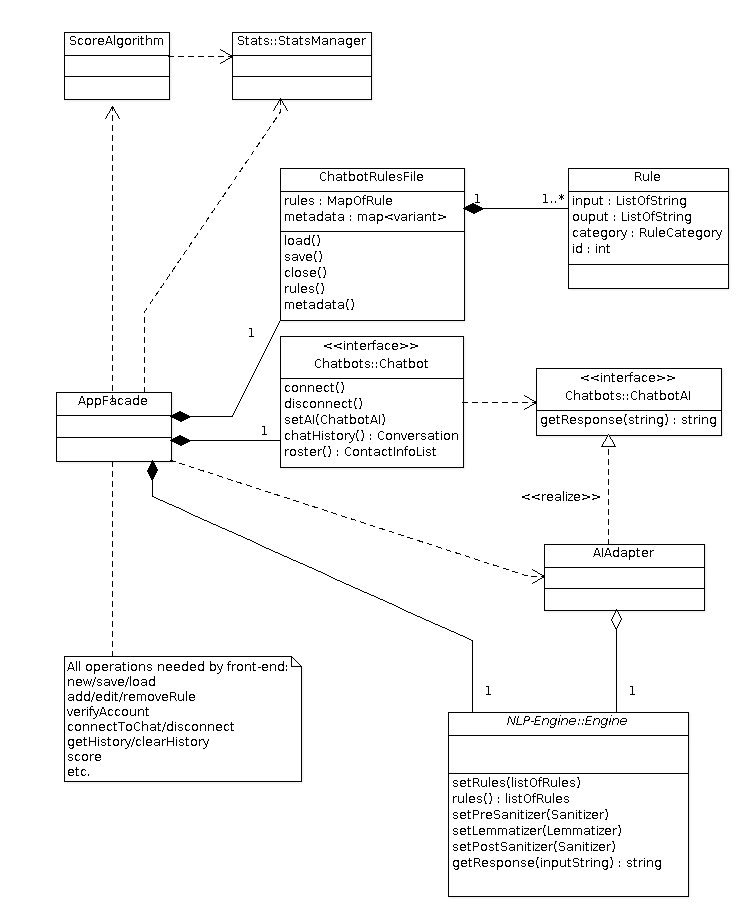 ScoreAlgorithm
Stats::StatsManager
ChatbotRulesFile
rules : MapOfRule
metadata : map<variant>
load()
save()
close()
rules()
metadata()
1
1..*
Rule
input : ListOfString
ouput : ListOfString
category : RuleCategory
id : int
1
<<interface>>
Chatbots::Chatbot
connect()
disconnect()
setAI(ChatbotAI)
chatHistory() : Conversation
roster() : ContactInfoList
<<interface>>
Chatbots::ChatbotAI
getResponse(string) : string
AppFacade
1
<<realize>>
AIAdapter
All operations needed by front-end:
new/save/load
add/edit/removeRule
verifyAccount
connectToChat/disconnect
getHistory/clearHistory
score
etc.
1
1
NLP-Engine::Engine
setRules(listOfRules)
rules() : listOfRules
setPreSanitizer(Sanitizer)
setLemmatizer(Lemmatizer)
setPostSanitizer(Sanitizer)
getResponse(inputString) : string